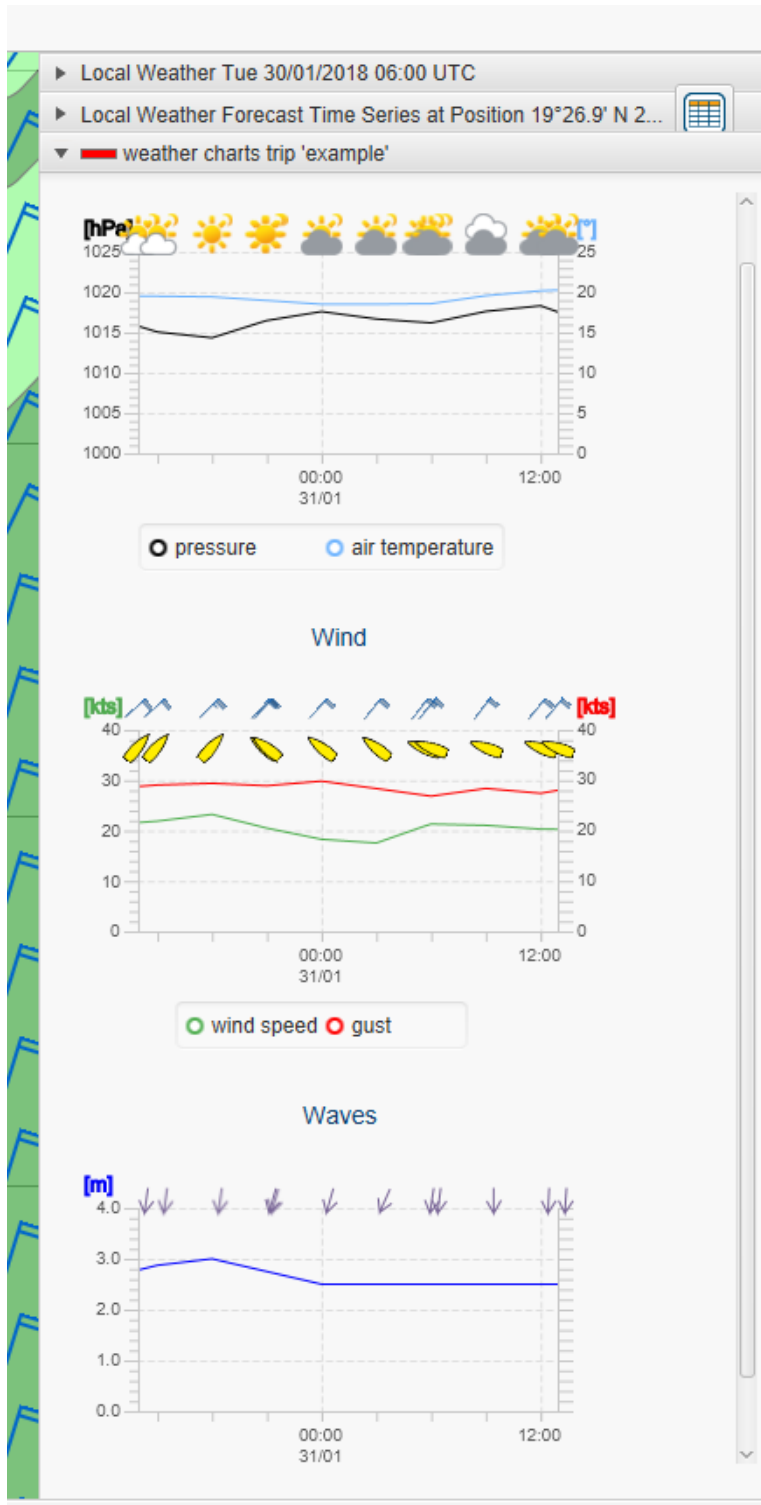 Local Weather Tue 30/01/2018 06:00 UTC
Local Weather Forecast Time Series at Position 19°26.9' N 2...
weather charts trip 'example'
[hPa] [°]
1025 25
1020 20
1015 15
1010 10
1005 5
1000 0
00:00 12:00
31/01
pressure air temperature
Wind
[kts] [kts]
40 40
30 30
20 20
10 10
0 0
00:00 12:00
31/01
wind speed gust
Waves
[m]
4.0
3.0
2.0
1.0
0.0
00:00 12:00
31/01